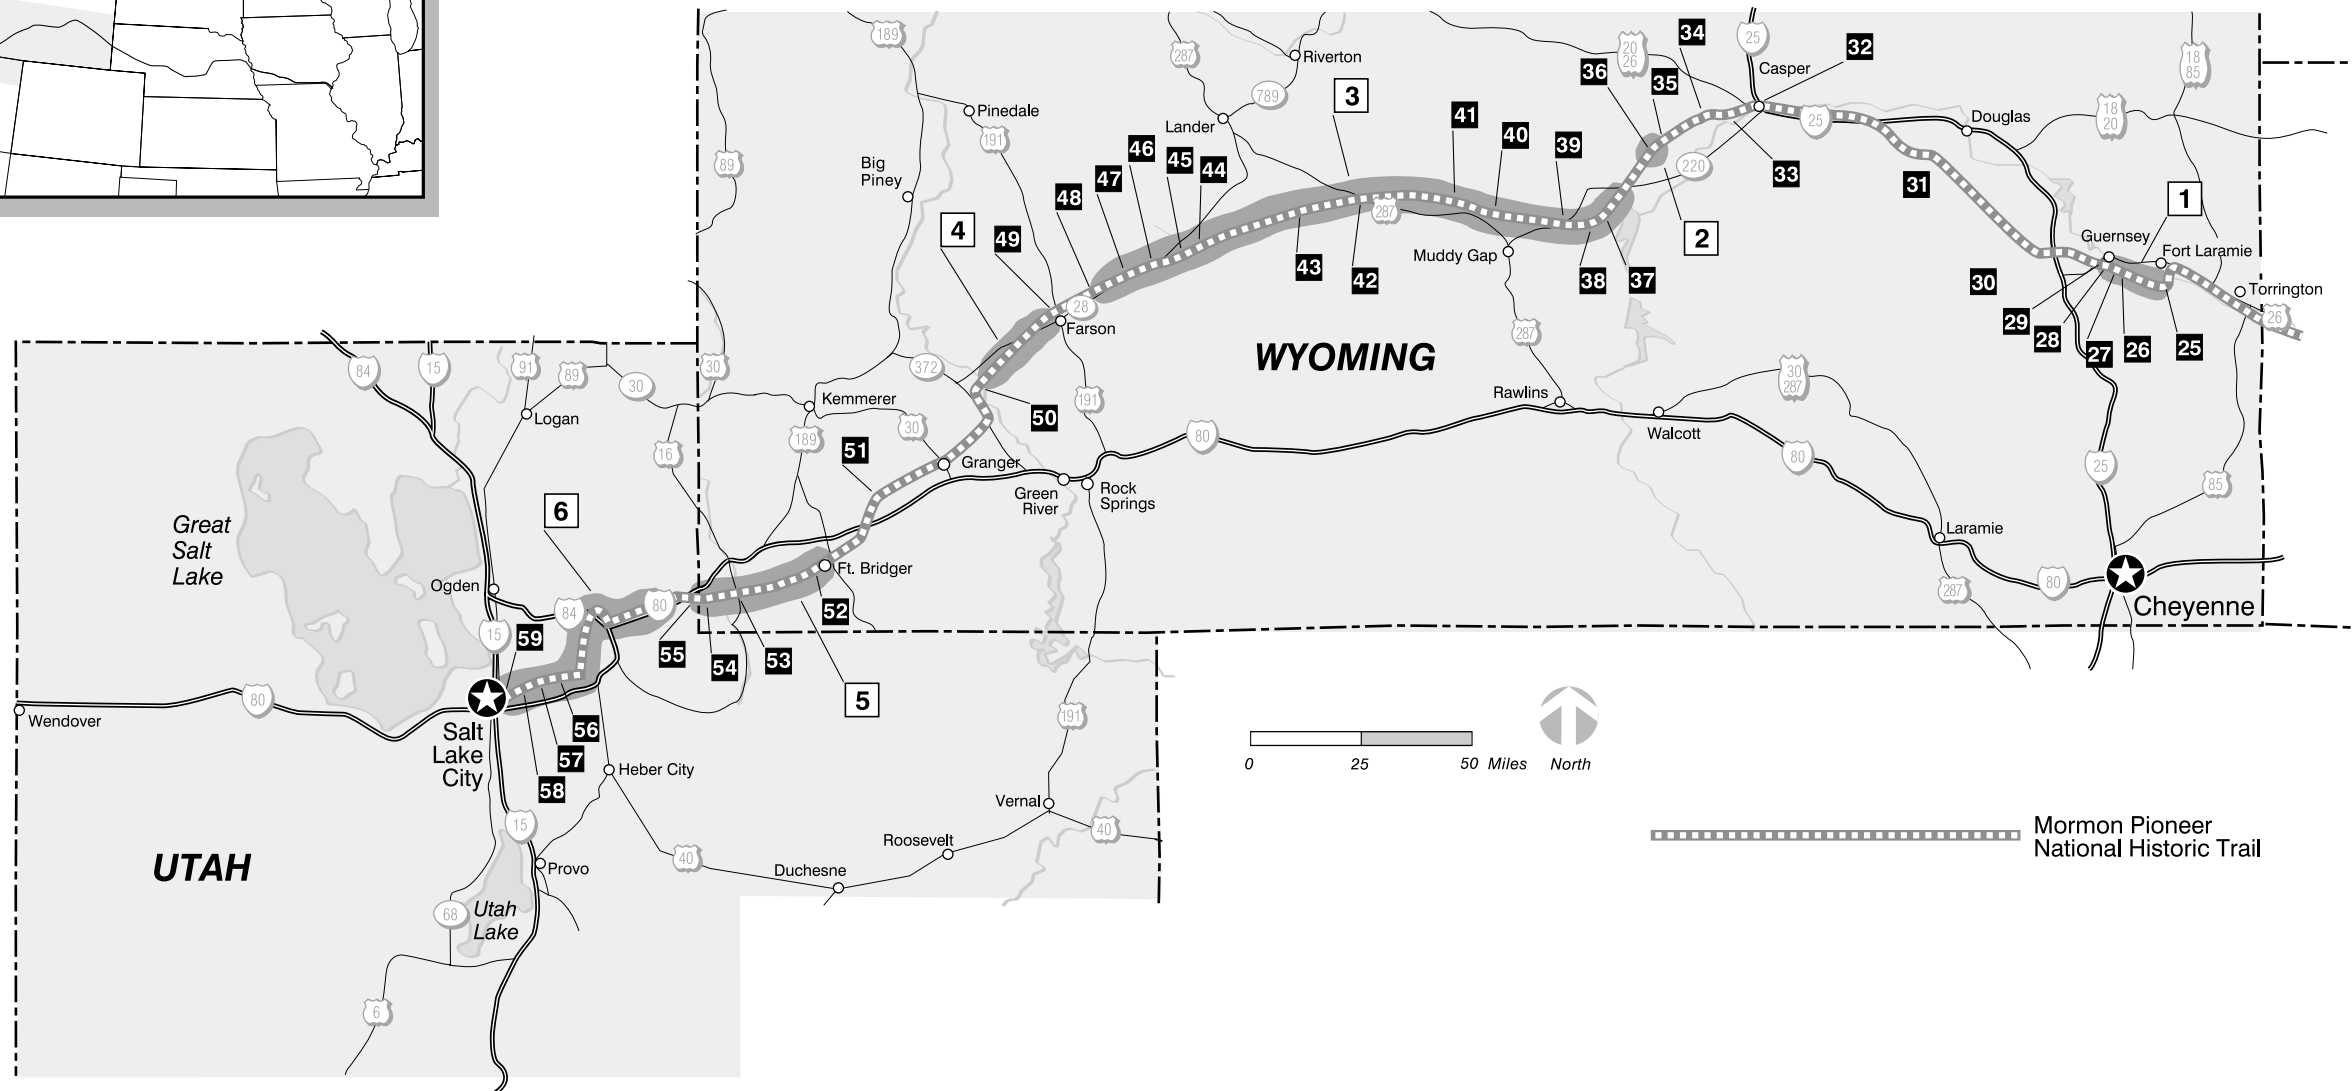 189
287
20
26
34
25
32
18
85
Riverton
36
35
Casper
789
3
Pinedale
191
Lander
41
40
39
25
Douglas
18
20
89
Big
Piney
46
45
44
47
48
220
33
31
1
4
49
287
2
Muddy Gap
43
42
38
37
Guernsey
Fort Laramie
30
Torrington
26
29
28
27
26
25
28
Farson
WYOMING
287
84
15
91
89
30
30
372
Kemmerer
191
50
Rawlins
30
287
Walcott
Logan
189
30
16
51
80
80
25
85
Granger
Green
River
Rock
Springs
6
Great
Salt
Lake
Laramie
Ogden
84
80
Ft. Bridger
52
287
80
Cheyenne
15
59
55
54
53
5
80
Wendover
Salt
Lake
City
56
57
58
Heber City
191
0
25
50
Miles
North
Vernal
40
15
Roosevelt
40
Duchesne
Provo
UTAH
68
Utah
Lake
6
Mormon Pioneer
National Historic Trail